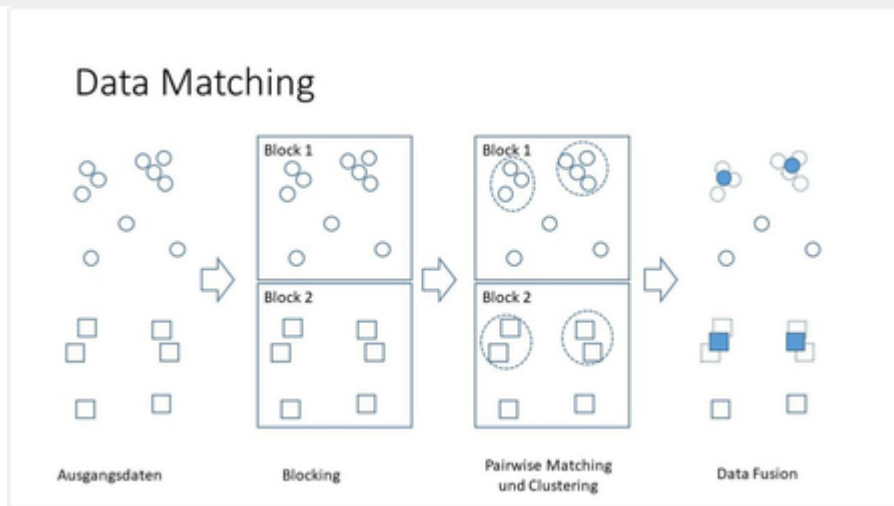 Data Matching
Block 1
Block 1
Block 2
Block 2
Ausgangsdaten
Blocking
Pairwise Matching
und Clustering
Data Fusion